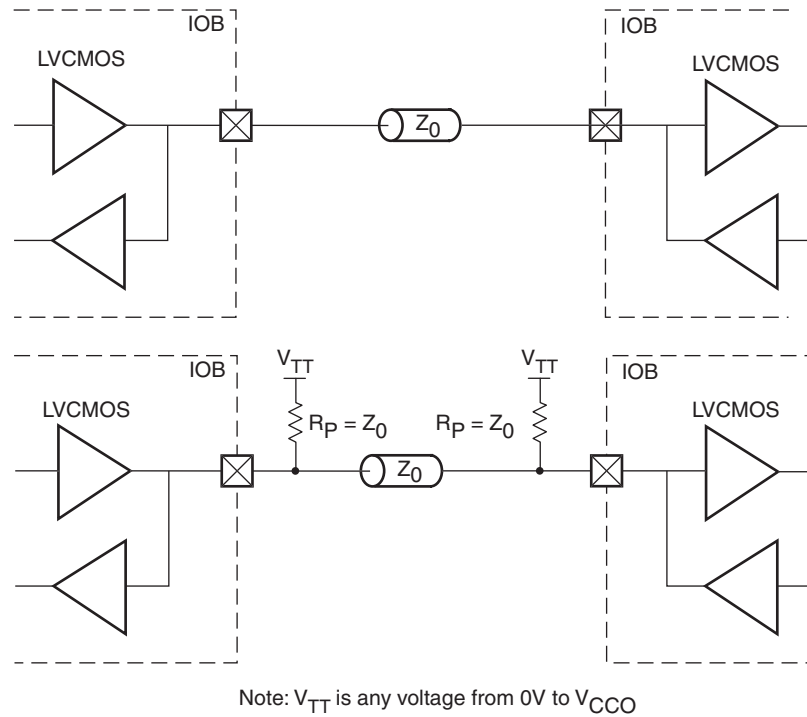 IOB
IOB
LVCMOS
LVCMOS
Z0
IOB
VTT
VTT
IOB
LVCMOS
RP = Z0
RP = Z0
LVCMOS
Z0
Note: VTT is any voltage from 0V to VCCO